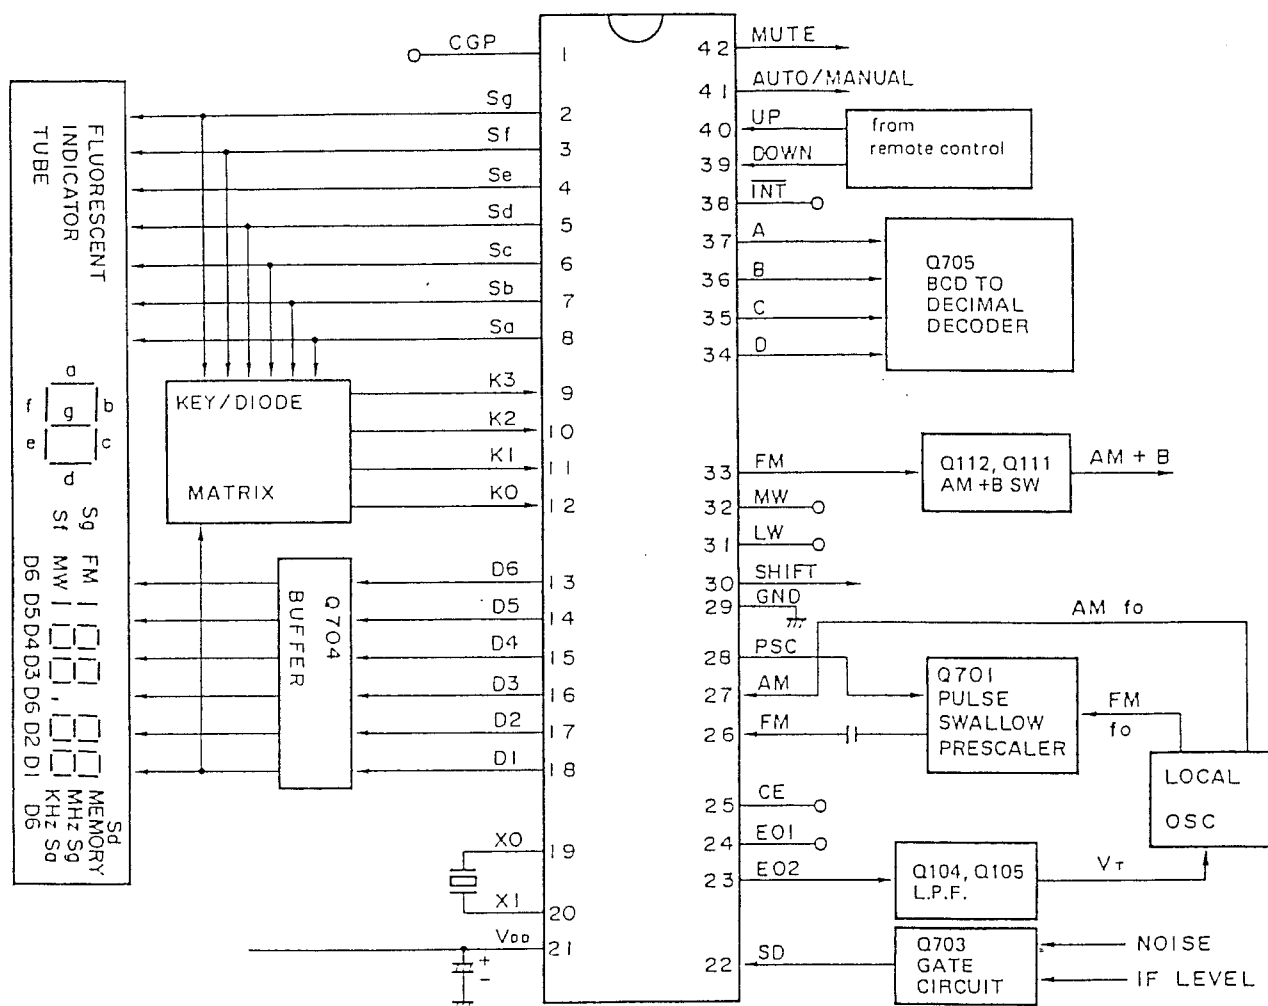 CGP
1
Sg
2
Sf
3
Se
4
Sd
5
Sc
6
Sb
7
Sa
8
K3
9
K2
10
K1
11
K0
12
D6
13
D5
14
D4
15
D3
16
D2
17
D1
18
X0
19
X1
20
VDD
21
+
-
42
MUTE
41
AUTO/MANUAL
40
UP
39
DOWN
from
remote control
38
INT
37
A
36
B
35
C
34
D
Q705
BCD TO
DECIMAL
DECODER
33
FM
Q112, Q111
AM +B SW
AM + B
32
MW
31
LW
30
SHIFT
29
GND
28
PSC
27
AM
26
FM
AM fo
Q701
PULSE
SWALLOW
PRESCALER
FM
fo
LOCAL
OSC
25
CE
24
EO1
23
EO2
Q104, Q105
L.P.F.
VT
22
SD
Q703
GATE
CIRCUIT
NOISE
IF LEVEL
FLUORESCENT
INDICATOR
TUBE
a
f
g
b
e
c
d
KEY/DIODE
MATRIX
Q704
BUFFER
Sg
Sf
FM
MW
D6 D5 D4 D3 D6 D2 D1 D6
Sd
MEMORY
MHz Sg
KHz Sa